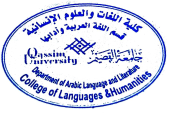 كلية اللغات والعلوم الإنسانية
قسم اللغة العربية وآدابها
Qassim University
جامعة القصيم
Department of Arabic Language and Literature
College of Languages &Humanities